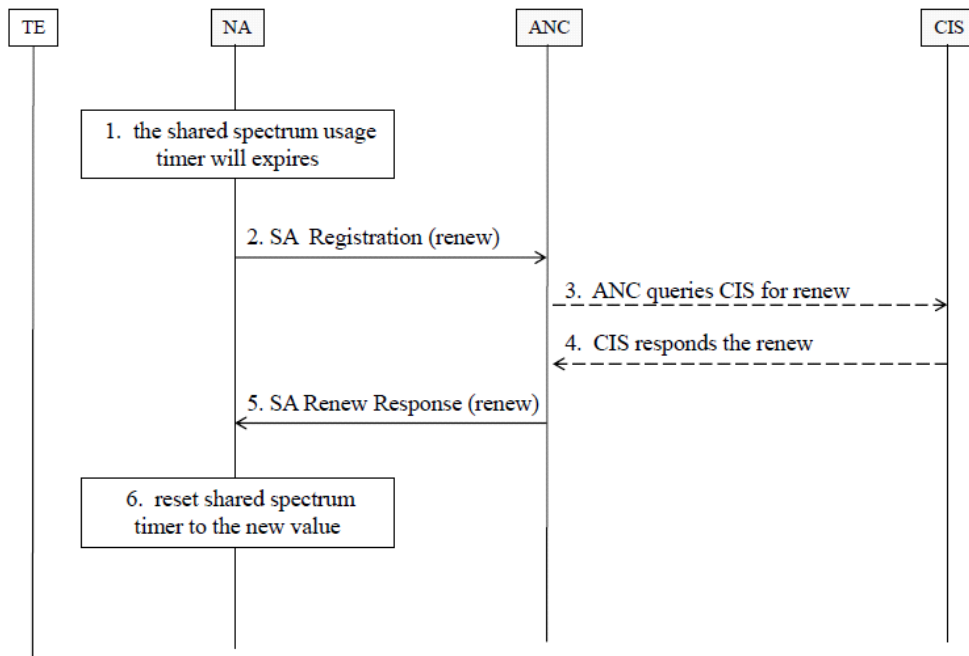 TE
NA
ANC
CIS
1. the shared spectrum usage
timer will expires
2. SA Registration (renew)
3. ANC queries CIS for renew
4. CIS responds the renew
5. SA Renew Response (renew)
6. reset shared spectrum
timer to the new value